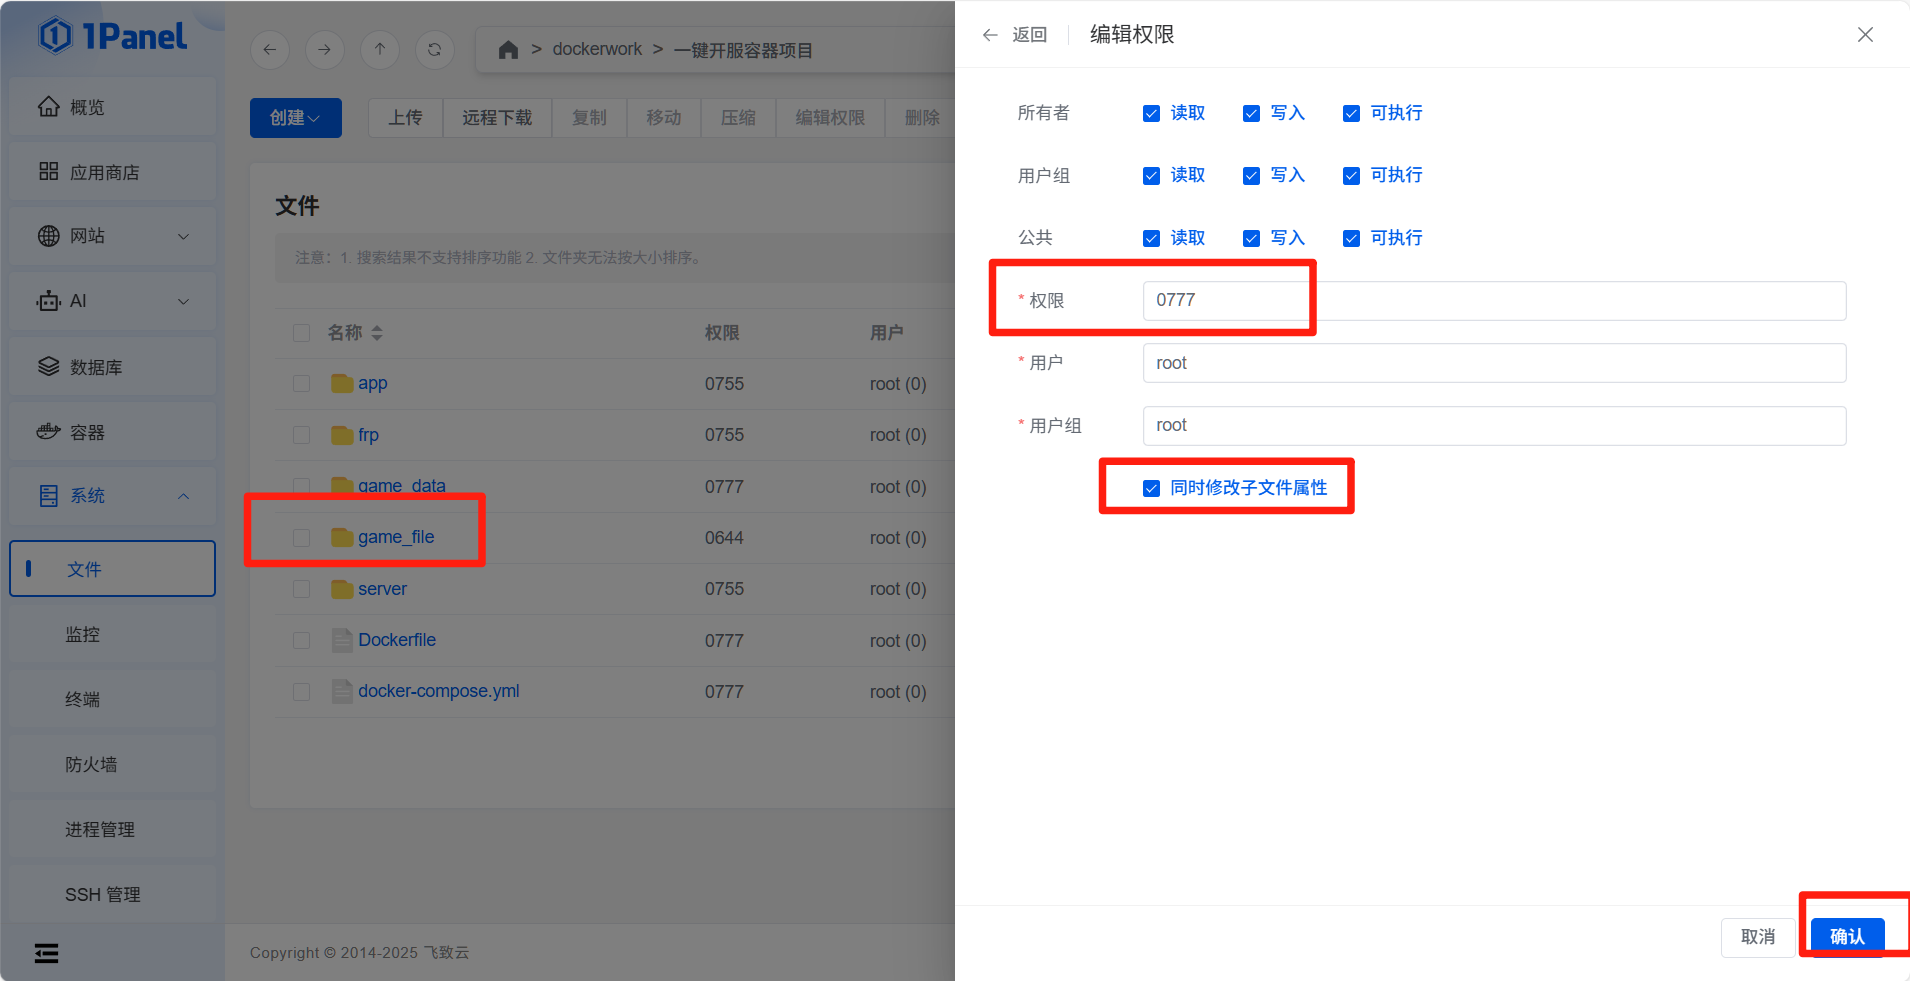 1Panel
概览
应用商店
网站
AI
数据库
容器
系统
文件
监控
终端
防火墙
进程管理
SSH 管理
> dockerwork > 一键开服容器项目
创建
上传
远程下载
复制
移动
压缩
编辑权限
删除
文件
注意：1. 搜索结果不支持排序功能 2. 文件夹无法按大小排序。
名称 权限 用户
app 0755 root (0)
frp 0755 root (0)
game_data 0777 root (0)
game_file 0644 root (0)
server 0755 root (0)
Dockerfile 0777 root (0)
docker-compose.yml 0777 root (0)
Copyright © 2014-2025 飞致云
返回
编辑权限
所有者 读取 写入 可执行
用户组 读取 写入 可执行
公共 读取 写入 可执行
* 权限 0777
* 用户 root
* 用户组 root
同时修改子文件属性
取消
确认